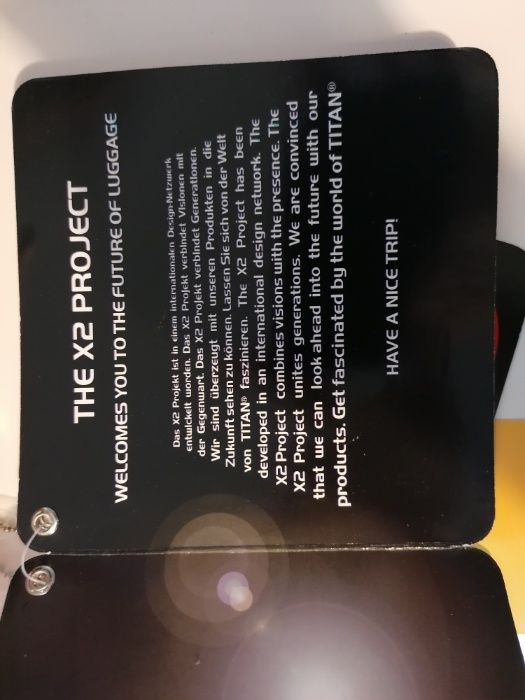 THE X2 PROJECT
WELCOMES YOU TO THE FUTURE OF LUGGAGE
Das X2 Projekt ist in einem internationalen Design-Netzwerk
entwickelt worden. Das X2 Projekt verbindet Visionen mit
der Gegenwart. Das X2 Projekt verbindet Generationen.
Wir sind überzeugt mit unseren Produkten in die
Zukunft sehen zu können. Lassen Sie sich von der Welt
von TITAN® faszinieren. The X2 Project has been
developed in an international design network. The
X2 Project combines visions with the presence. The
X2 Project unites generations. We are convinced
that we can look ahead into the future with our
products. Get fascinated by the world of TITAN®
HAVE A NICE TRIP!